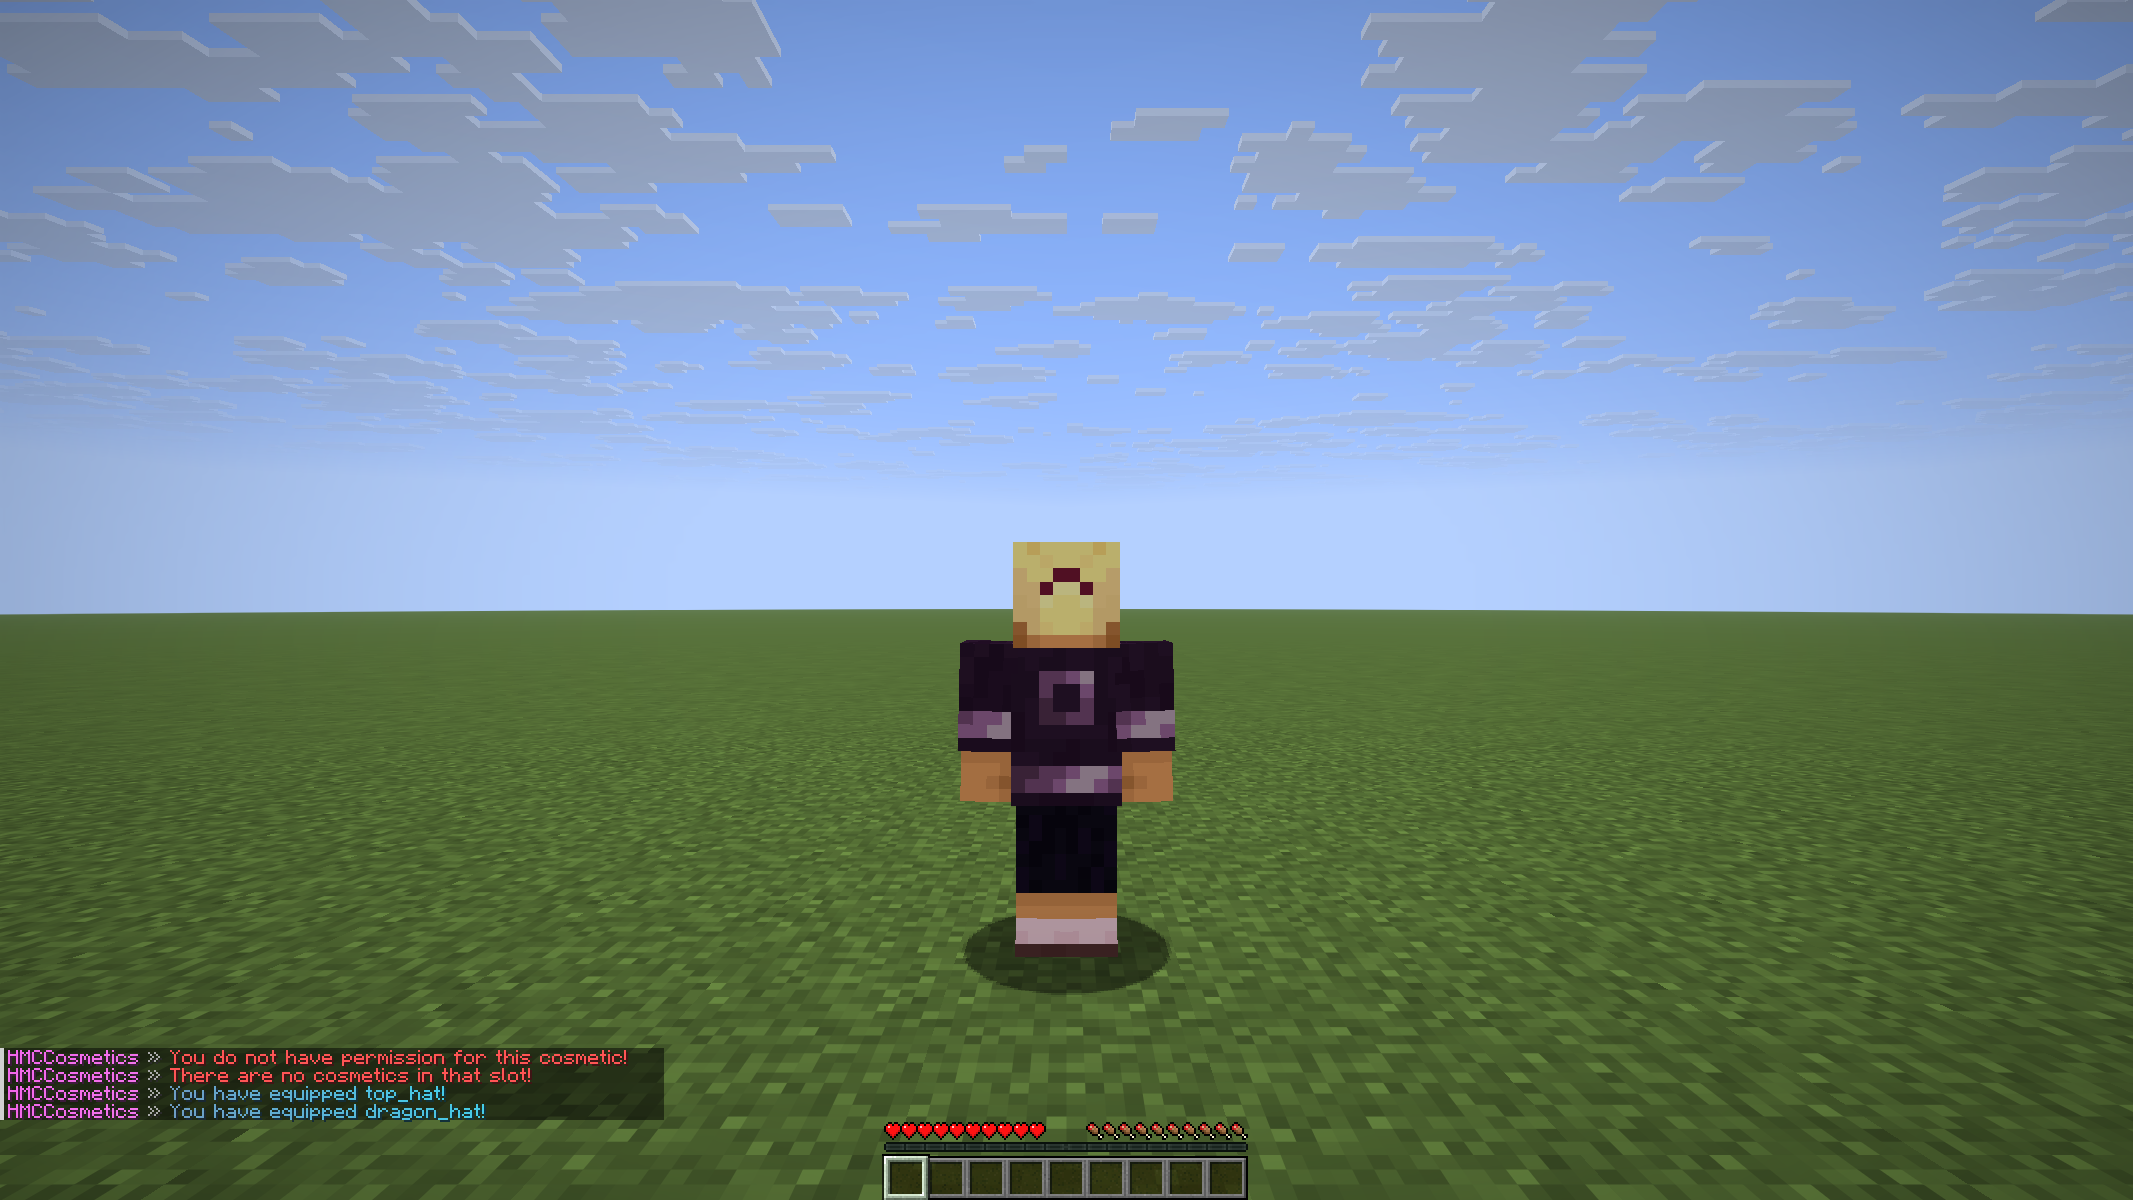 HMCCosmetics » You do not have permission for this cosmetic!
HMCCosmetics » There are no cosmetics in that slot!
HMCCosmetics » You have equipped top_hat!
HMCCosmetics » You have equipped dragon_hat!